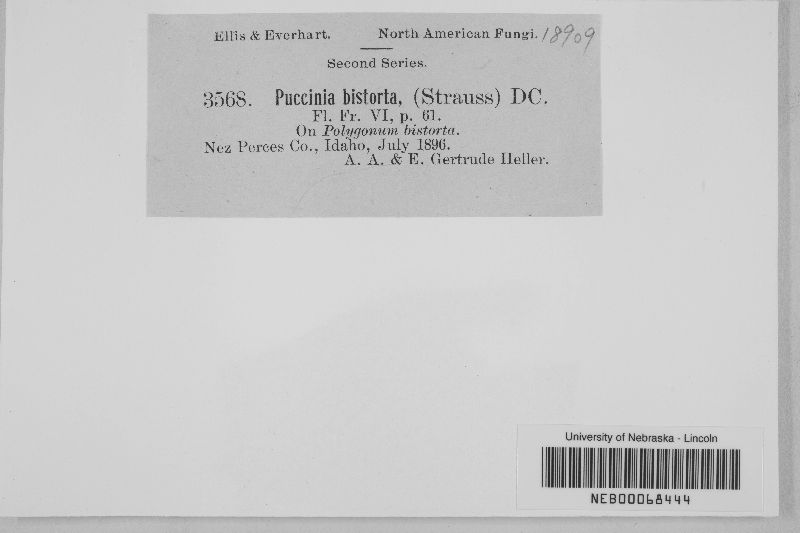 Ellis & Everhart. North American Fungi. 18909
Second Series.
3568. Puccinia bistorta, (Strauss) DC.
Fl. Fr. VI, p. 61.
On Polygonum bistorta.
Nez Perces Co., Idaho, July 1896.
A. A. & E. Gertrude Heller.
University of Nebraska - Lincoln
NEB00068444